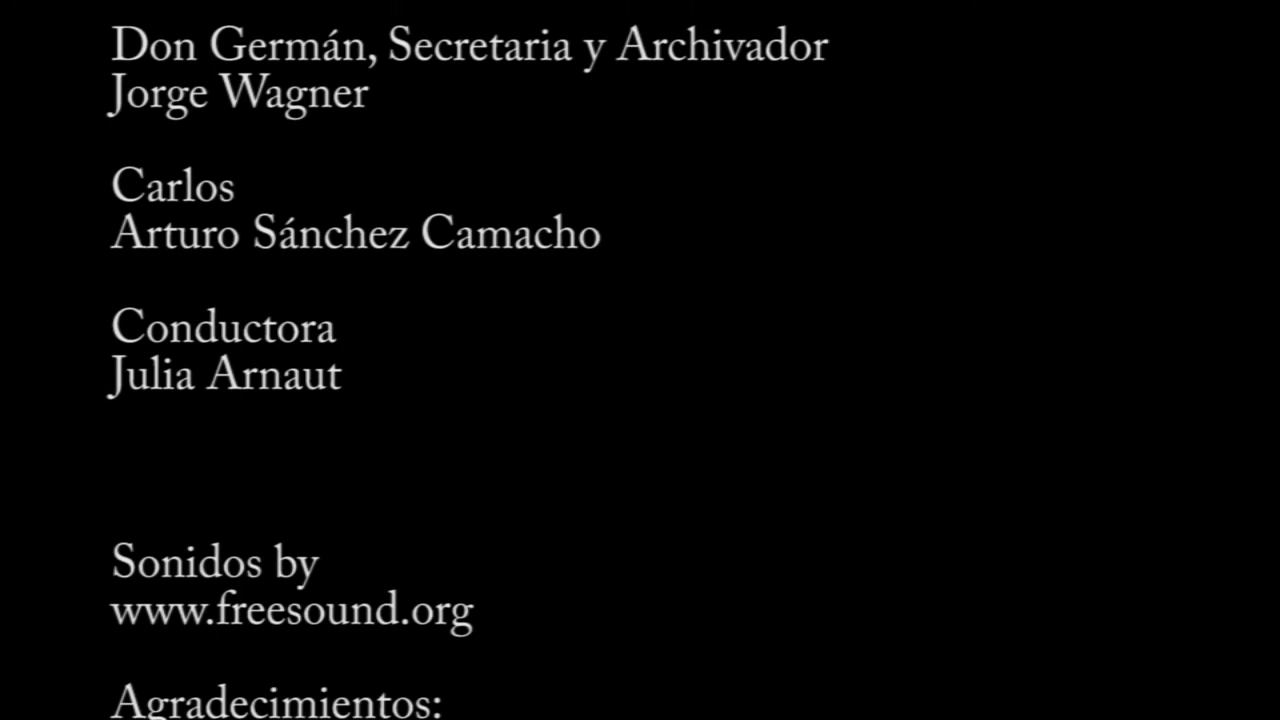 Don Germán, Secretaria y Archivador
Jorge Wagner
Carlos
Arturo Sánchez Camacho
Conductora
Julia Arnaut
Sonidos by
www.freesound.org
Agradecimientos: